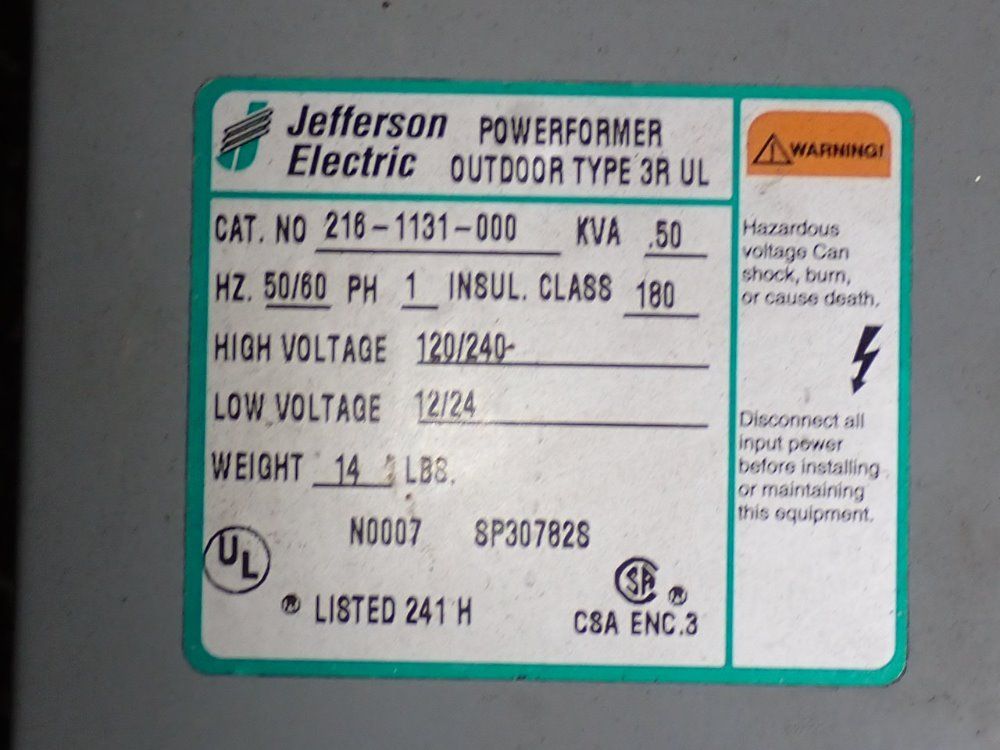 Jefferson
Electric
POWERFORMER
OUTDOOR TYPE 3R UL
CAT. NO 216-1131-000 KVA .50
HZ. 50/60 PH 1 INSUL. CLASS 180
HIGH VOLTAGE 120/240-
LOW VOLTAGE 12/24
WEIGHT 14 LBS.
N0007 SP30782S
UL
® LISTED 241 H
SA ®
CSA ENC.3
WARNING!
Hazardous
voltage Can
shock, burn,
or cause death.
Disconnect all
input power
before installing
or maintaining
this equipment.